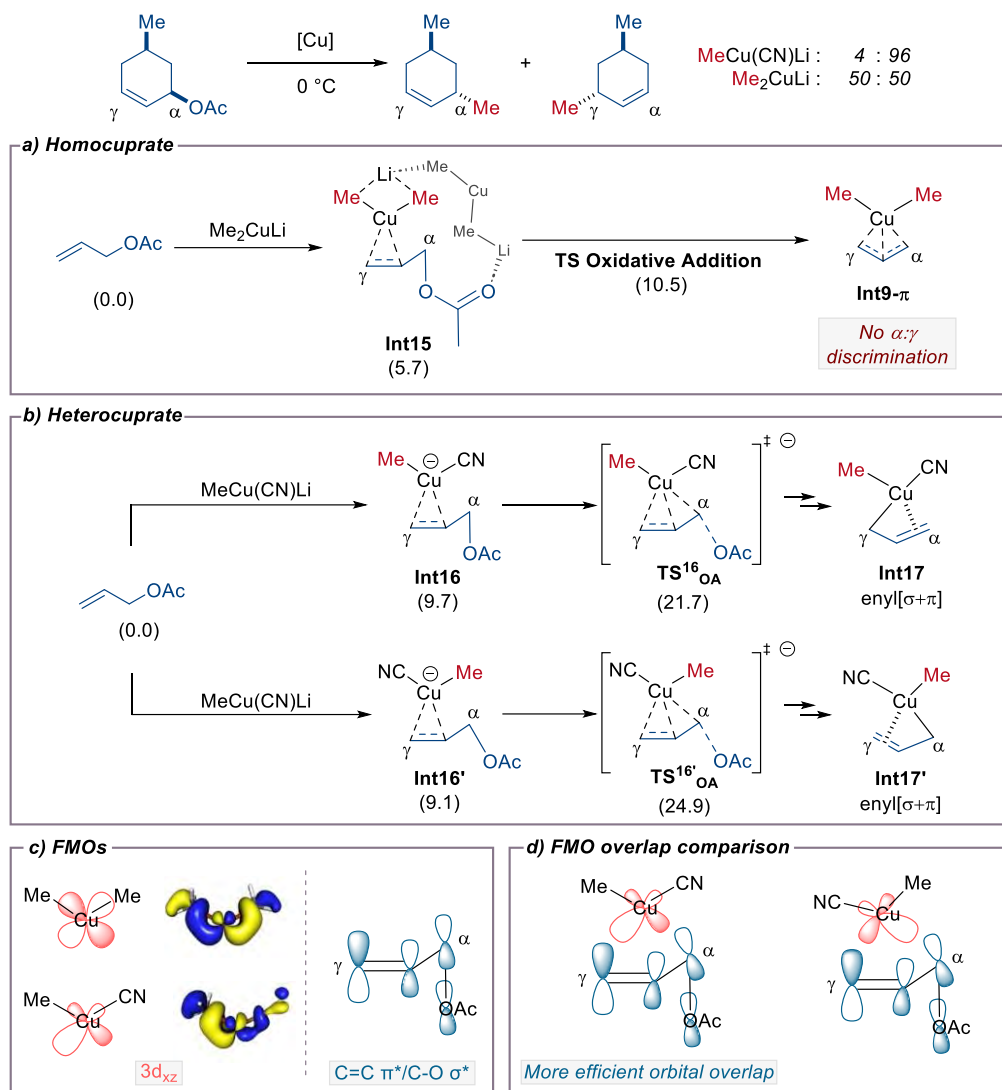 Me
OAc
γ
α
[Cu]
0 °C
Me
γ
α
Me
+
Me
Me
γ
α
MeCu(CN)Li : 4 : 96
Me2CuLi : 50 : 50
a) Homocuprate
OAc
(0.0)
Me2CuLi
Li
Me
Me
Me
Cu
Cu
Me
Li
α
γ
O
O
Int15
(5.7)
TS Oxidative Addition
(10.5)
Me
Me
Cu
γ
α
Int9-π
No α:γ
discrimination
b) Heterocuprate
OAc
(0.0)
MeCu(CN)Li
Me
CN
Cu
α
γ
OAc
Int16
(9.7)
Me
CN
Cu
α
γ
OAc
‡
TS16OA
(21.7)
Me
CN
Cu
γ
α
Int17
enyl[σ+π]
MeCu(CN)Li
NC
Me
Cu
α
γ
OAc
Int16'
(9.1)
NC
Me
Cu
α
γ
OAc
‡
TS16'OA
(24.9)
NC
Me
Cu
γ
α
Int17'
enyl[σ+π]
c) FMOs
Me
Me
Cu
Me
CN
Cu
3dxz
γ
α
OAc
C=C π*/C-O σ*
d) FMO overlap comparison
Me
CN
Cu
γ
α
OAc
More efficient orbital overlap
NC
Me
Cu
γ
α
OAc